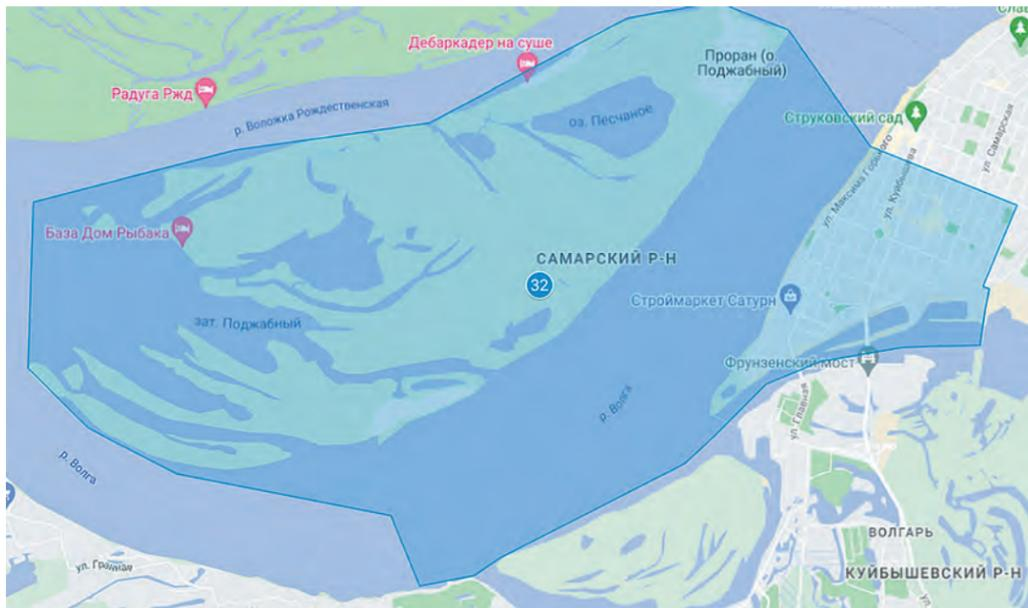 Слав
Дебаркадер на суше
Проран (о.
Поджабный)
Радуга Ржд
р. Воложка Рождественская
оз. Песчаное
Струковский сад
ул. Самарская
ул. Максима Горького
ул. Куйбышева
База Дом Рыбака
САМАРСКИЙ Р-Н
32
Строймаркет Сатурн
зат. Поджабный
Фрунзенский мост
р. Волга
ул. Главная
р. Волга
ВОЛГАРЬ
ул. Гранная
КУЙБЫШЕВСКИЙ Р-Н